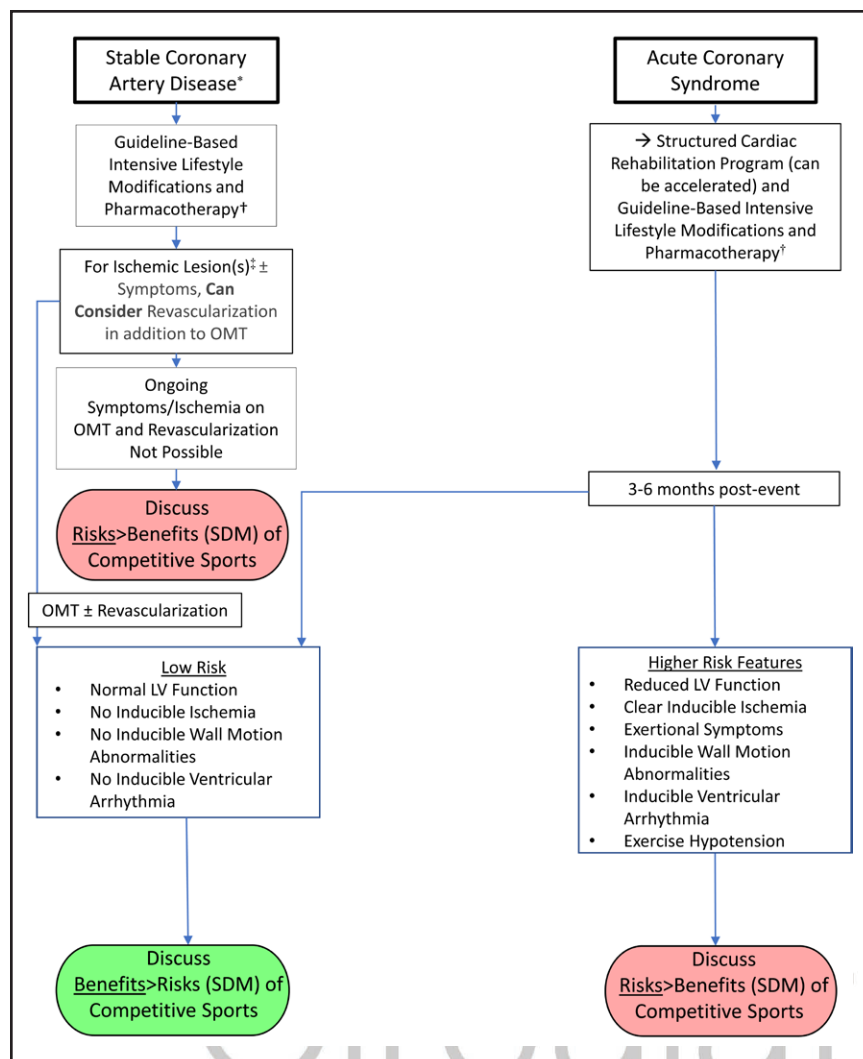 Stable Coronary
Artery Disease*
Acute Coronary
Syndrome
Guideline-Based
Intensive Lifestyle
Modifications and
Pharmacotherapy†
→ Structured Cardiac
Rehabilitation Program (can
be accelerated) and
Guideline-Based Intensive
Lifestyle Modifications and
Pharmacotherapy†
For Ischemic Lesion(s)‡ ±
Symptoms, Can
Consider Revascularization
in addition to OMT
Ongoing
Symptoms/Ischemia on
OMT and Revascularization
Not Possible
Discuss
Risks>Benefits (SDM) of
Competitive Sports
3-6 months post-event
OMT ± Revascularization
Low Risk
• Normal LV Function
• No Inducible Ischemia
• No Inducible Wall Motion
Abnormalities
• No Inducible Ventricular
Arrhythmia
Higher Risk Features
• Reduced LV Function
• Clear Inducible Ischemia
• Exertional Symptoms
• Inducible Wall Motion
Abnormalities
• Inducible Ventricular
Arrhythmia
• Exercise Hypotension
Discuss
Benefits>Risks (SDM) of
Competitive Sports
Discuss
Risks>Benefits (SDM) of
Competitive Sports